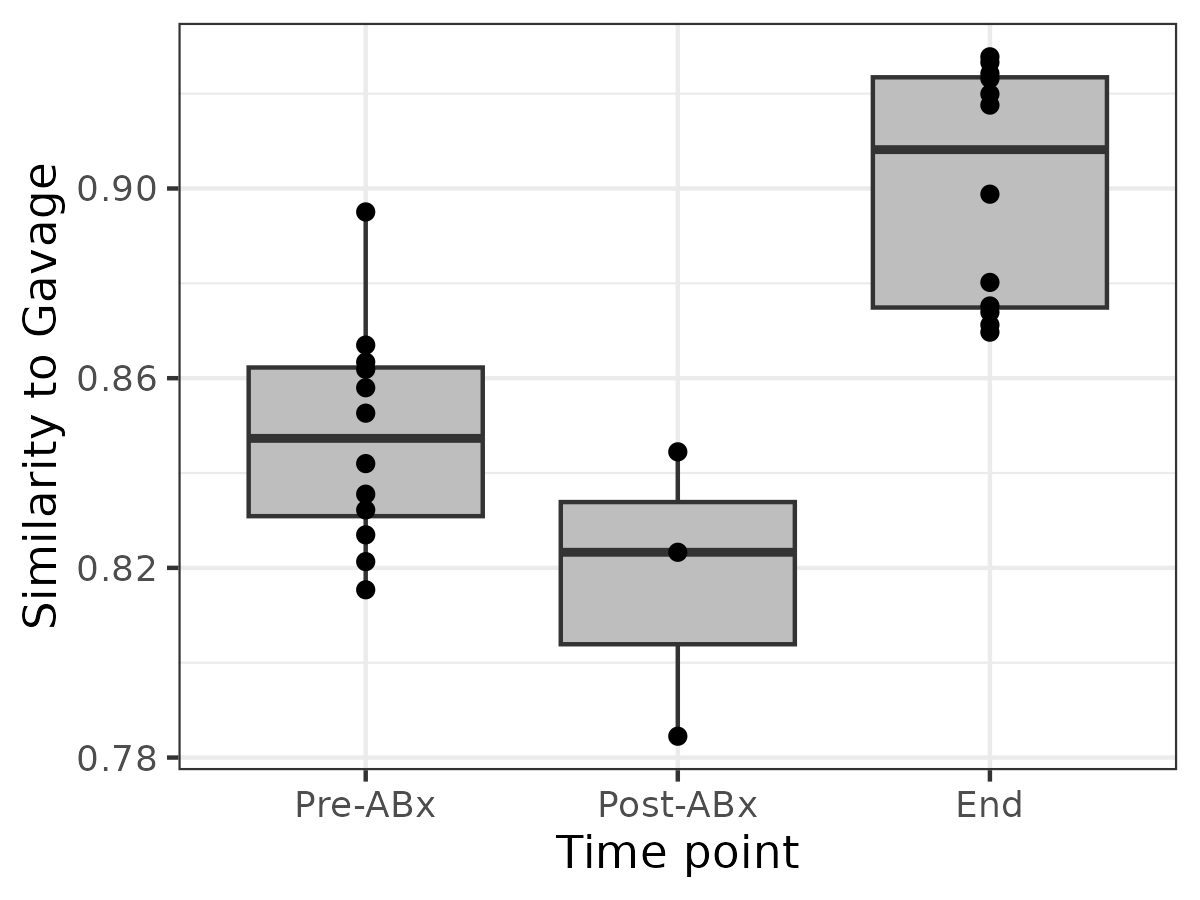 Similarity to Gavage
0.90
0.86
0.82
0.78
Pre-ABx Post-ABx End
Time point